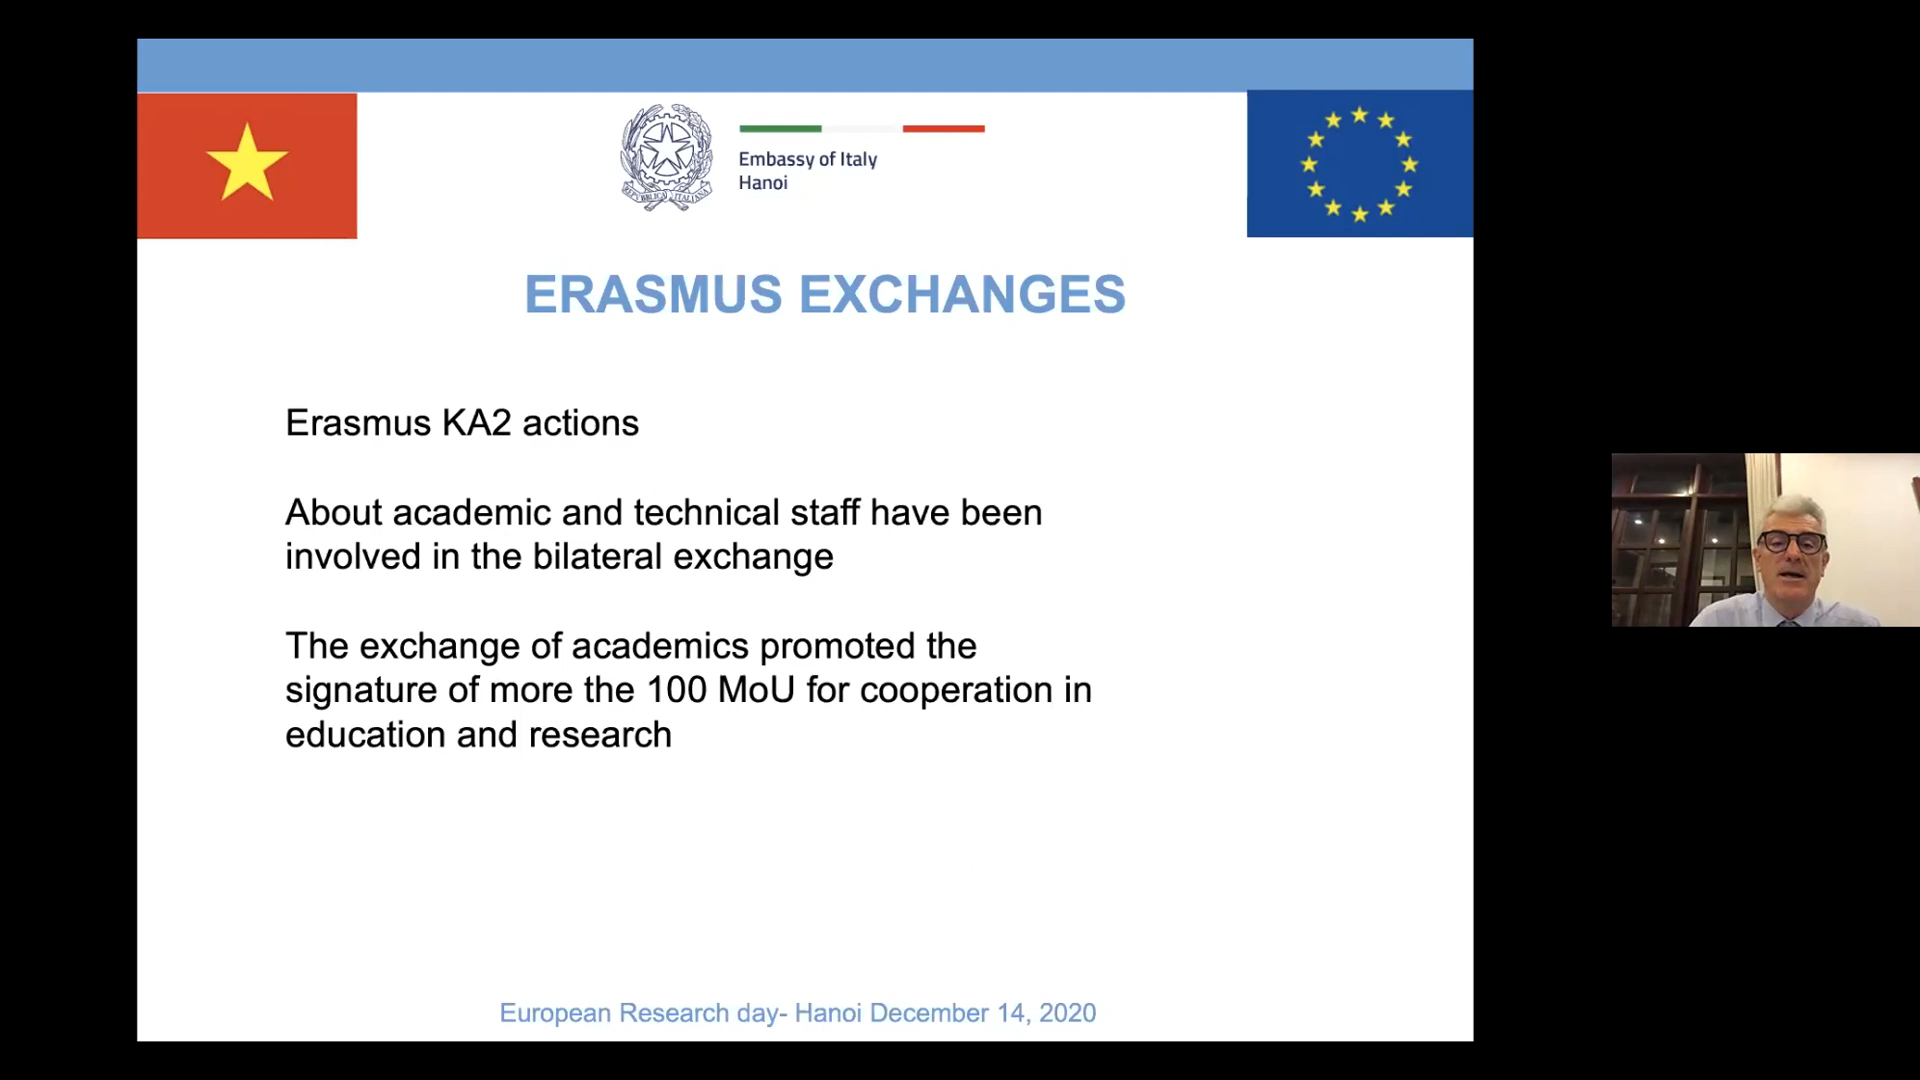 REPVBBLICA ITALIANA
Embassy of Italy
Hanoi
ERASMUS EXCHANGES
Erasmus KA2 actions
About academic and technical staff have been
involved in the bilateral exchange
The exchange of academics promoted the
signature of more the 100 MoU for cooperation in
education and research
European Research day- Hanoi December 14, 2020